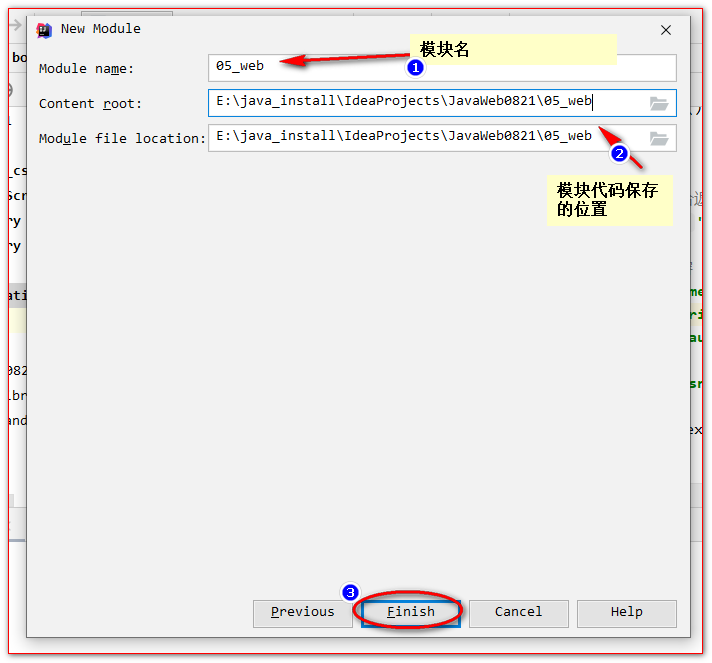 New Module
模块名
Module name:
05_web
1
Content root:
E:\java_install\IdeaProjects\JavaWeb0821\05_web
Module file location:
E:\java_install\IdeaProjects\JavaWeb0821\05_web
2
模块代码保存
的位置
3
Previous
Finish
Cancel
Help